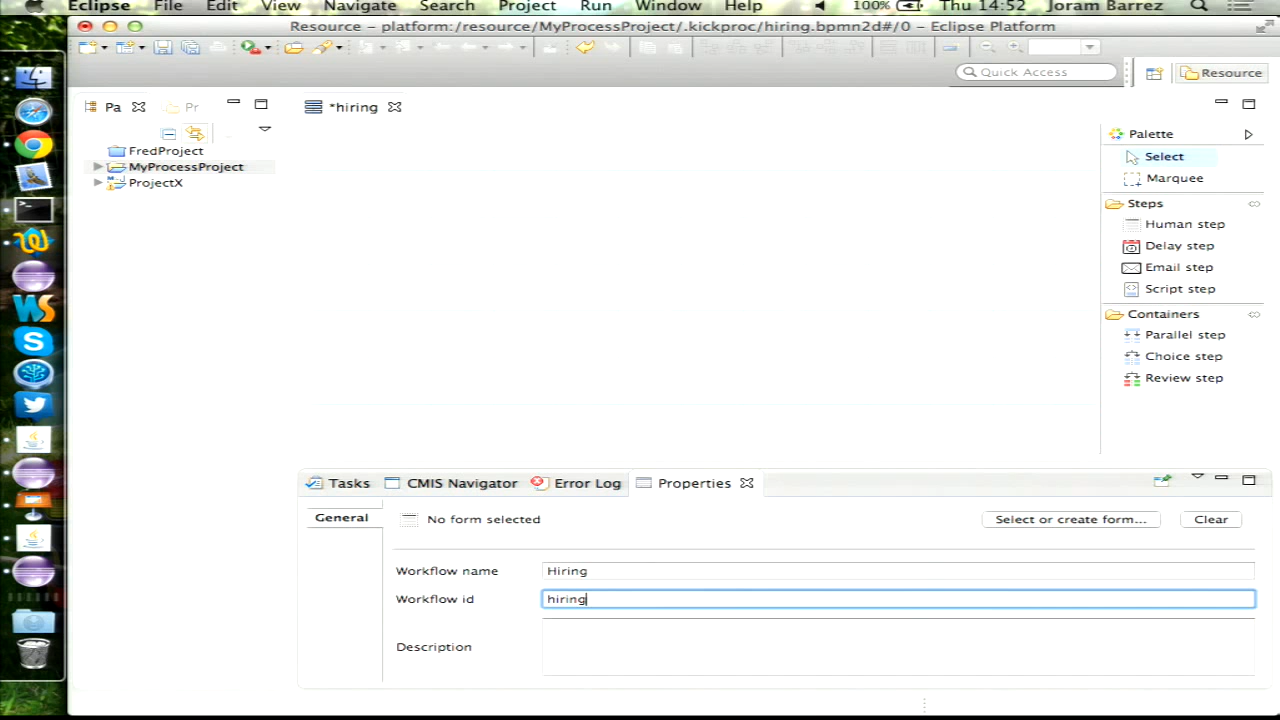 Eclipse File Edit View Navigate Search Project Run Window Help 100% Thu 14:52 Joram Barrez
Resource - platform:/resource/MyProcessProject/.kickproc/hiring.bpmn2d#/0 - Eclipse Platform
Quick Access
Resource
Pa
Pr
*hiring
FredProject
MyProcessProject
ProjectX
Palette
Select
Marquee
Steps
Human step
Delay step
Email step
Script step
Containers
Parallel step
Choice step
Review step
Tasks CMIS Navigator Error Log Properties
General
No form selected Select or create form... Clear
Workflow name Hiring
Workflow id hiring
Description